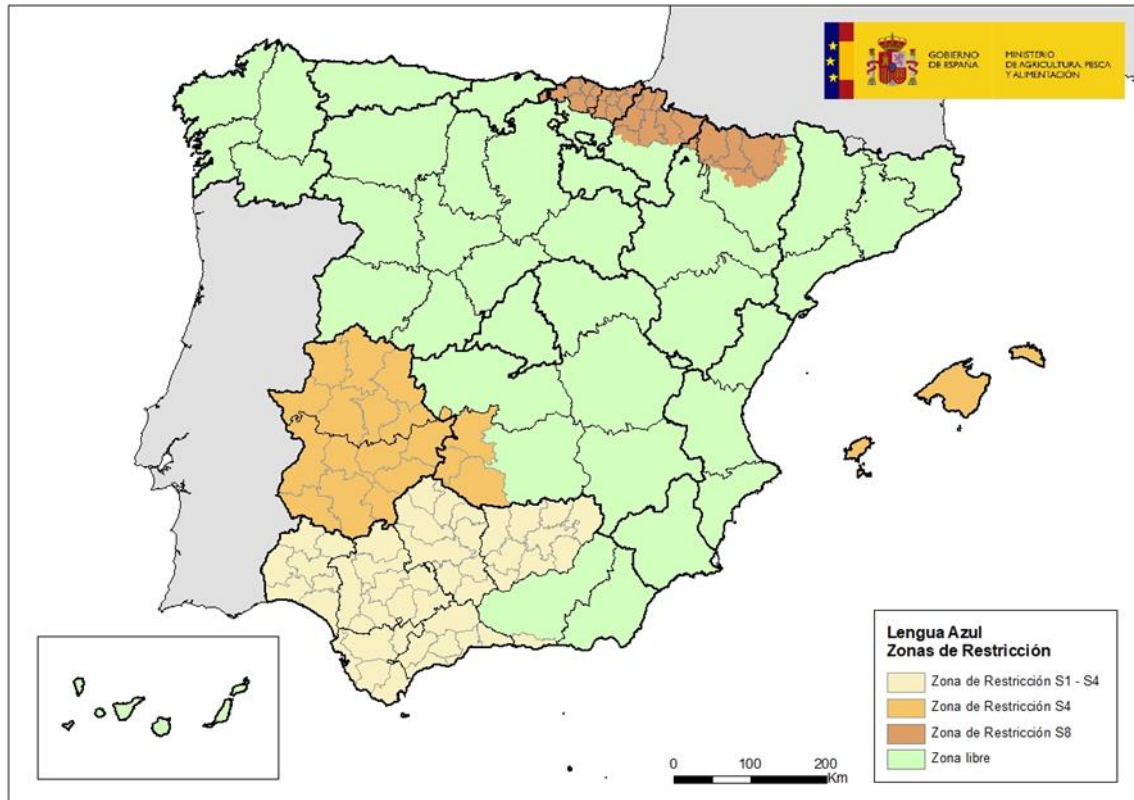 GOBIERNO
DE ESPAÑA
MINISTERIO
DE AGRICULTURA, PESCA
Y ALIMENTACIÓN
Lengua Azul
Zonas de Restricción
Zona de Restricción S1 - S4
Zona de Restricción S4
Zona de Restricción S8
Zona libre
0 100 200
Km